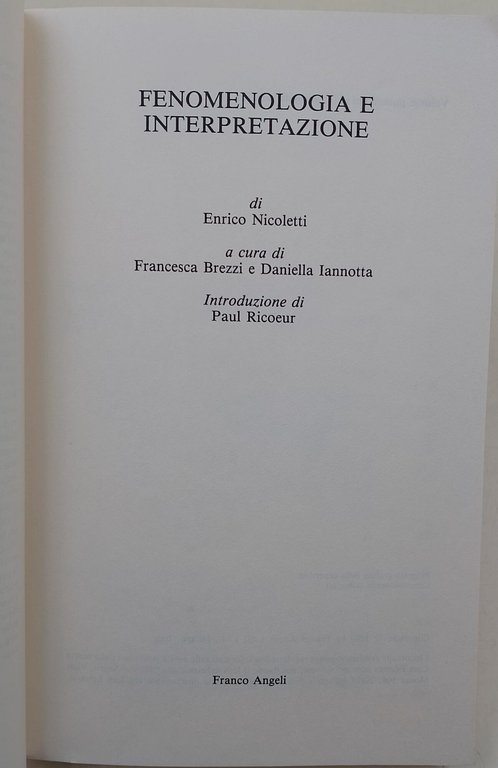 FENOMENOLOGIA E
INTERPRETAZIONE
di
Enrico Nicoletti
a cura di
Francesca Brezzi e Daniella Iannotta
Introduzione di
Paul Ricoeur
Franco Angeli